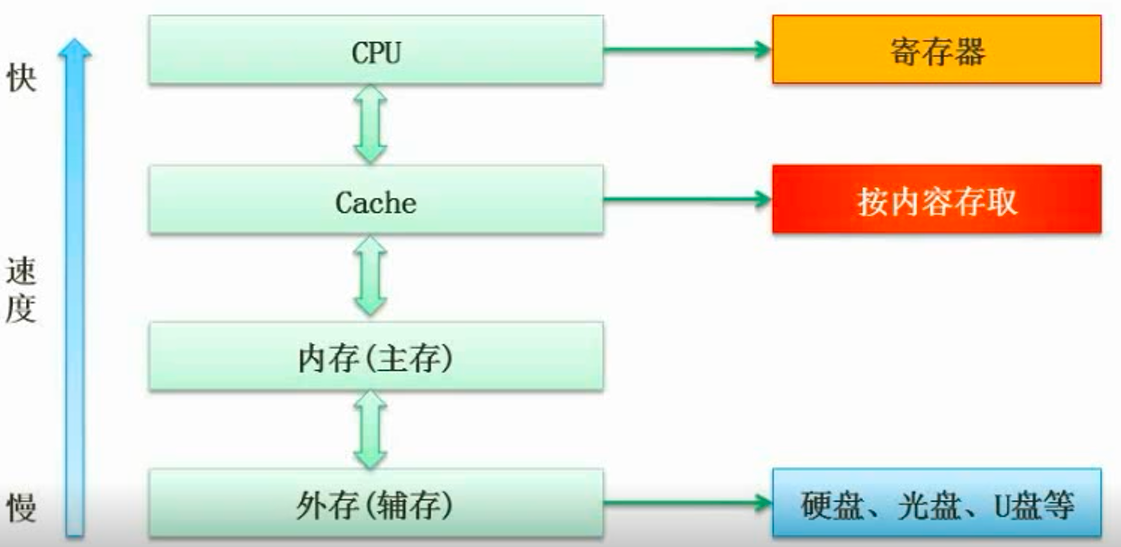 快
CPU
寄存器
Cache
按内容存取
速
度
内存(主存)
慢
外存(辅存)
硬盘、光盘、U盘等